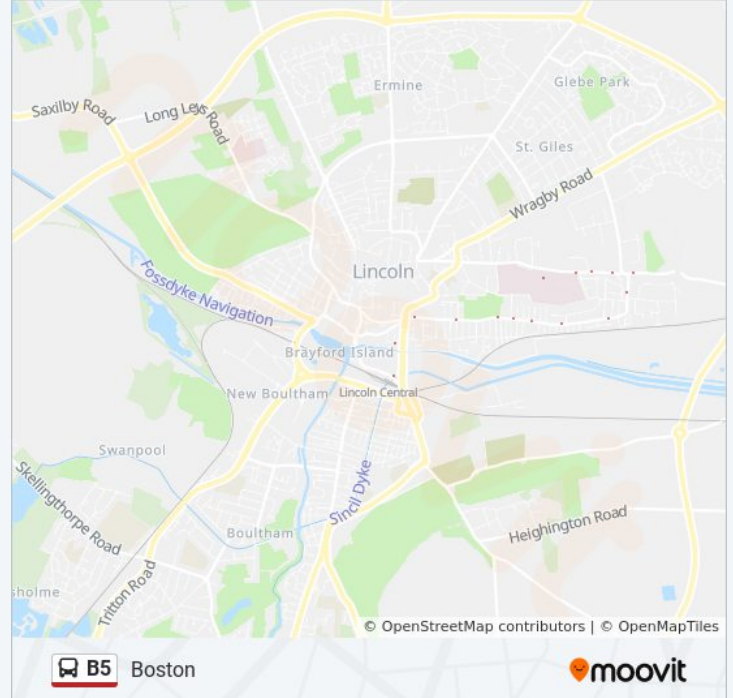 Ermine
Glebe Park
Saxilby Road
Long Leys Road
St. Giles
Wragby Road
Lincoln
Fossdyke Navigation
Brayford Island
New Boultham
Lincoln Central
Swanpool
Skellingthorpe Road
Sincil Dyke
Heighington Road
Boultham
sholme
Tritton Road
© OpenStreetMap contributors | © OpenMapTiles
B5 Boston
moovit